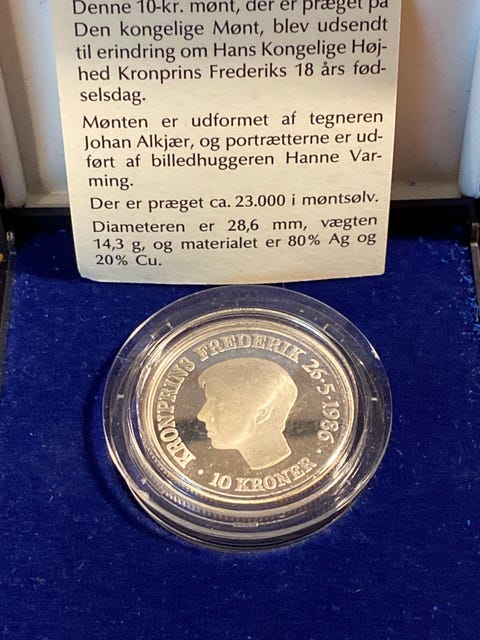 Denne 10-kr. mønt, der er præget på
Den kongelige Mønt, blev udsendt
til erindring om Hans Kongelige Høj-
hed Kronprins Frederiks 18 års fød-
selsdag.
Mønten er udformet af tegneren
Johan Alkjær, og portrætterne er ud-
ført af billedhuggeren Hanne Var-
ming.
Der er præget ca. 23.000 i møntsølv.
Diameteren er 28,6 mm, vægten
14,3 g, og materialet er 80% Ag og
20% Cu.
KRONPRINS FREDERIK 26·5·1986
· 10 KRONER ·